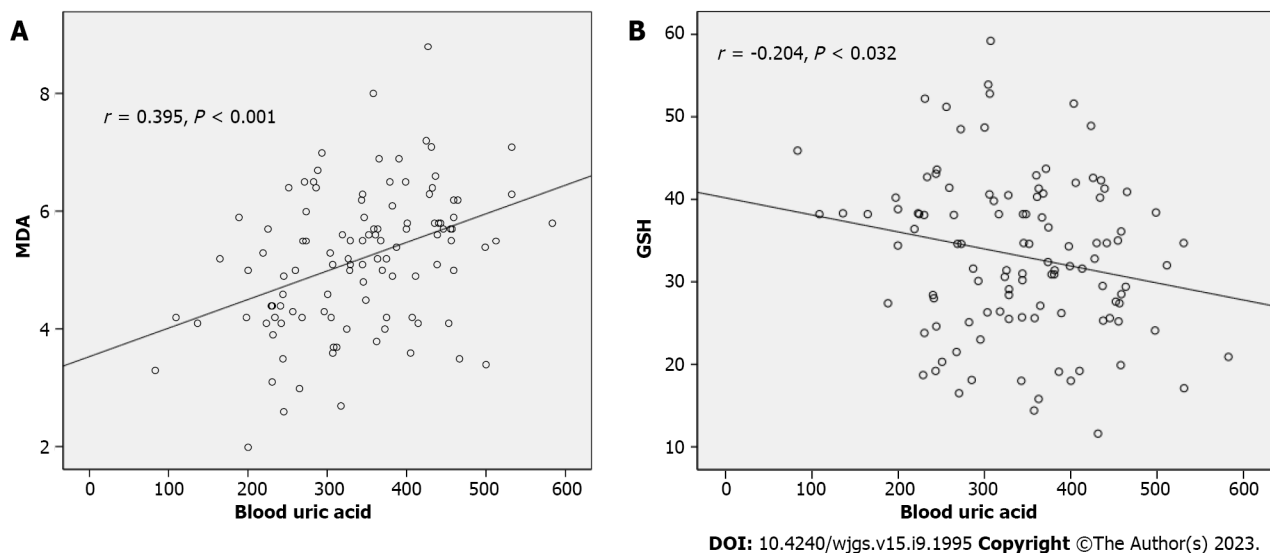 A
r = 0.395, P < 0.001
MDA
8
6
4
2
0 100 200 300 400 500 600
Blood uric acid
B
r = -0.204, P < 0.032
GSH
60
50
40
30
20
10
0 100 200 300 400 500 600
Blood uric acid
DOI: 10.4240/wjgs.v15.i9.1995 Copyright ©The Author(s) 2023.